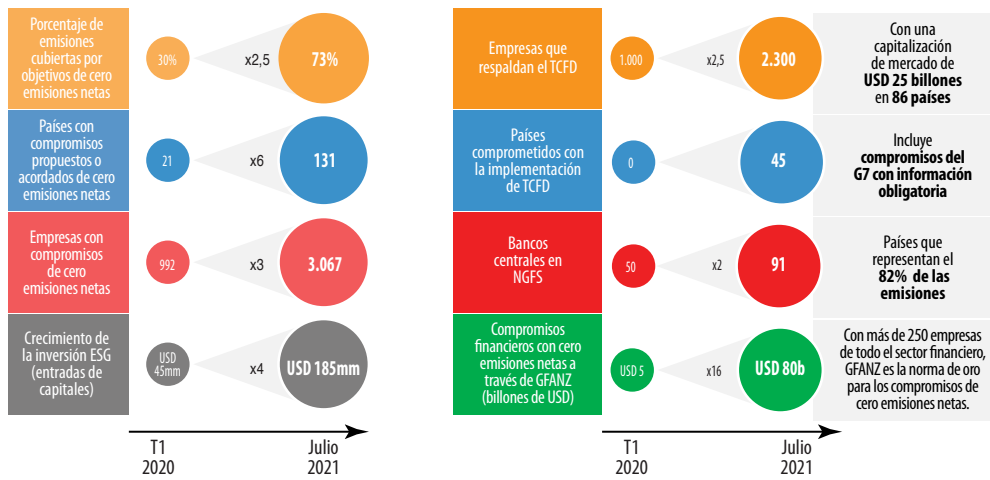 Porcentaje de
emisiones
cubiertas por
objetivos de cero
emisiones netas
30%
x2,5
73%
Países con
compromisos
propuestos o
acordados de cero
emisiones netas
21
x6
131
Empresas con
compromisos
de cero
emisiones netas
992
x3
3.067
Crecimiento de
la inversión ESG
(entradas de
capitales)
USD
45mm
x4
USD 185mm
T1
2020
Julio
2021
Empresas que
respaldan el TCFD
1.000
x2,5
2.300
Con una
capitalización
de mercado de
USD 25 billones
en 86 países
Países
comprometidos con
la implementación
de TCFD
0
45
Incluye
compromisos del
G7 con información
obligatoria
Bancos
centrales en
NGFS
50
x2
91
Países que
representan el
82% de las
emisiones
Compromisos
financieros con cero
emisiones netas a
través de GFANZ
(billones de USD)
USD 5
x16
USD 80b
Con más de 250 empresas
de todo el sector financiero,
GFANZ es la norma de oro
para los compromisos de
cero emisiones netas.
T1
2020
Julio
2021